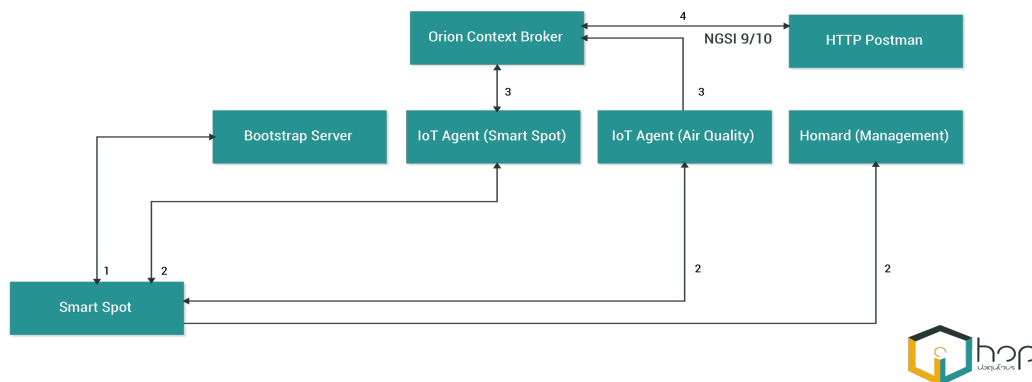 4
Orion Context Broker
NGSI 9/10
HTTP Postman
3
3
Bootstrap Server
IoT Agent (Smart Spot)
IoT Agent (Air Quality)
Homard (Management)
1
2
2
2
Smart Spot
hop
ubiquitous